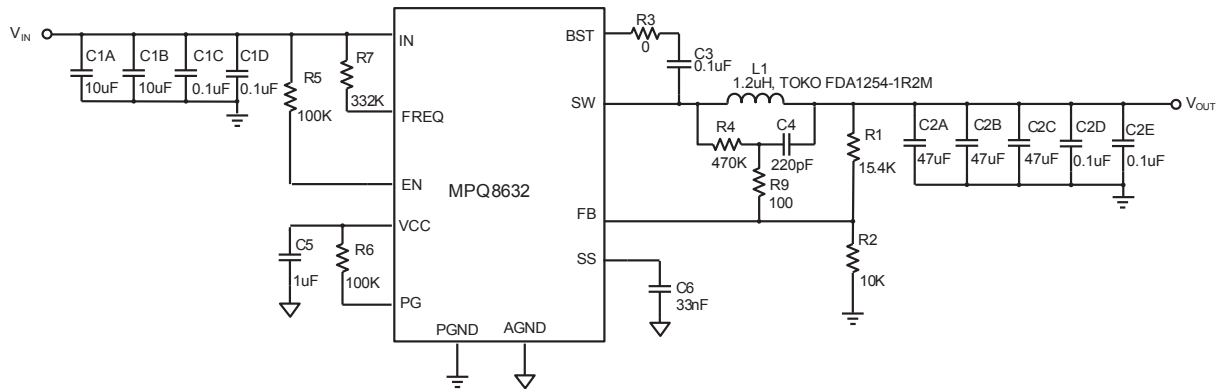 V_IN
C1A
10uF
C1B
10uF
C1C
0.1uF
C1D
0.1uF
R5
100K
R7
332K
IN
FREQ
EN
VCC
PG
MPQ8632
PGND
AGND
BST
SW
FB
SS
C5
1uF
R6
100K
R3
0
C3
0.1uF
L1
1.2uH, TOKO FDA1254-1R2M
R4
470K
C4
220pF
R9
100
R1
15.4K
R2
10K
C6
33nF
C2A
47uF
C2B
47uF
C2C
47uF
C2D
0.1uF
C2E
0.1uF
V_OUT